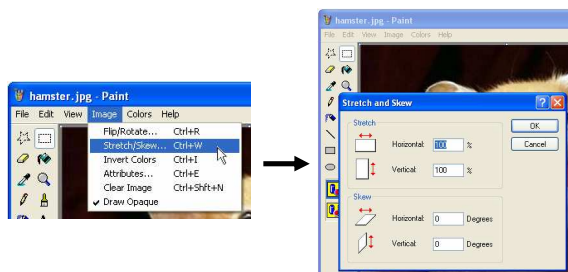 hamster.jpg - Paint
File Edit View Image Colors Help
Flip/Rotate... Ctrl+R
Stretch/Skew... Ctrl+W
Invert Colors Ctrl+I
Attributes... Ctrl+E
Clear Image Ctrl+Shft+N
Draw Opaque
hamster.jpg - Paint
File Edit View Image Colors Help
Stretch and Skew
Stretch
Horizontal: 100 %
Vertical: 100 %
OK
Cancel
Skew
Horizontal: 0 Degrees
Vertical: 0 Degrees